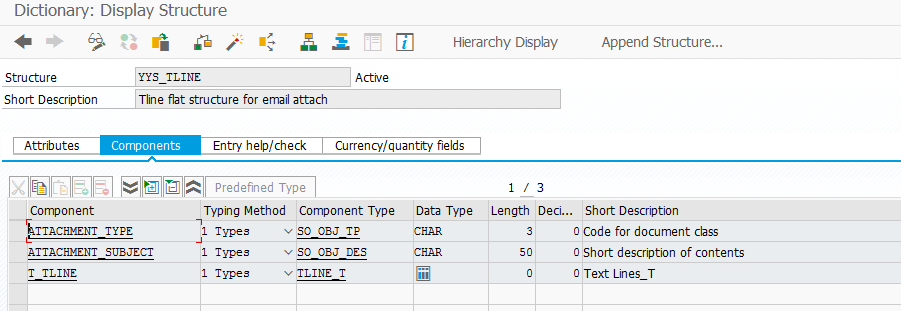 Dictionary: Display Structure
Hierarchy Display Append Structure...
Structure YYS_TLINE Active
Short Description Tline flat structure for email attach
Attributes Components Entry help/check Currency/quantity fields
Predefined Type 1 / 3
Component Typing Method Component Type Data Type Length Deci... Short Description
ATTACHMENT_TYPE 1 Types SO_OBJ_TP CHAR 3 0 Code for document class
ATTACHMENT_SUBJECT 1 Types SO_OBJ_DES CHAR 50 0 Short description of contents
T_TLINE 1 Types TLINE_T 0 0 Text Lines_T